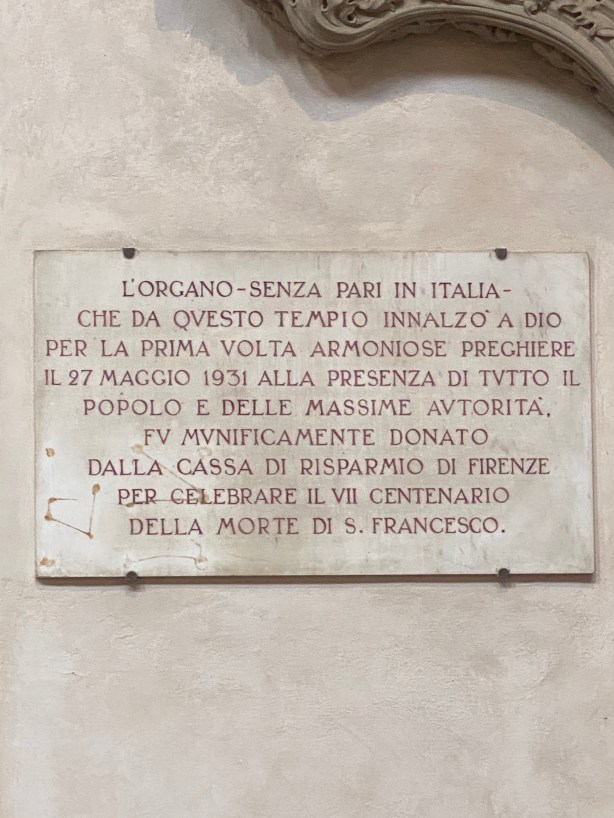 L'ORGANO-SENZA PARI IN ITALIA-
CHE DA QVESTO TEMPIO INNALZO' A DIO
PER LA PRIMA VOLTA ARMONIOSE PREGHIERE
IL 27 MAGGIO 1931 ALLA PRESENZA DI TVTTO IL
POPOLO E DELLE MASSIME AVTORITA',
FV MVNIFICAMENTE DONATO
DALLA CASSA DI RISPARMIO DI FIRENZE
PER CELEBRARE IL VII CENTENARIO
DELLA MORTE DI S. FRANCESCO.